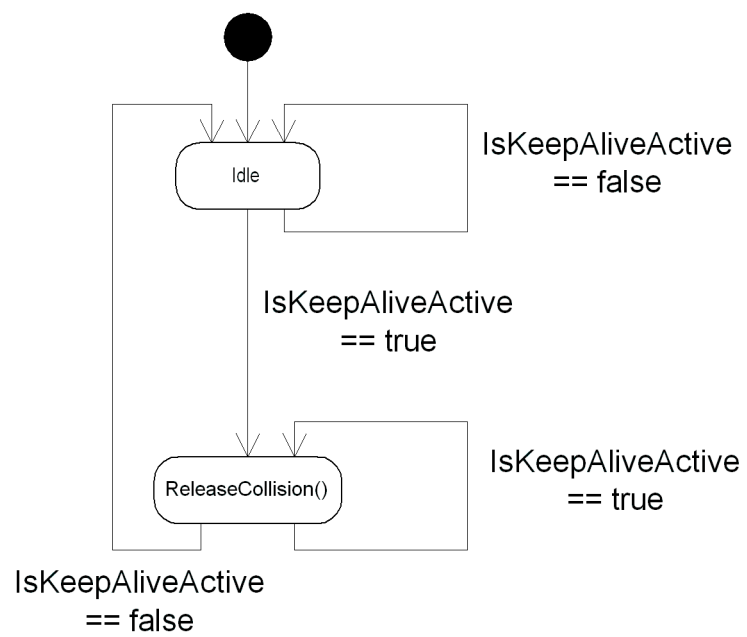 Idle
IsKeepAliveActive
== false
IsKeepAliveActive
== true
ReleaseCollision()
IsKeepAliveActive
== true
IsKeepAliveActive
== false